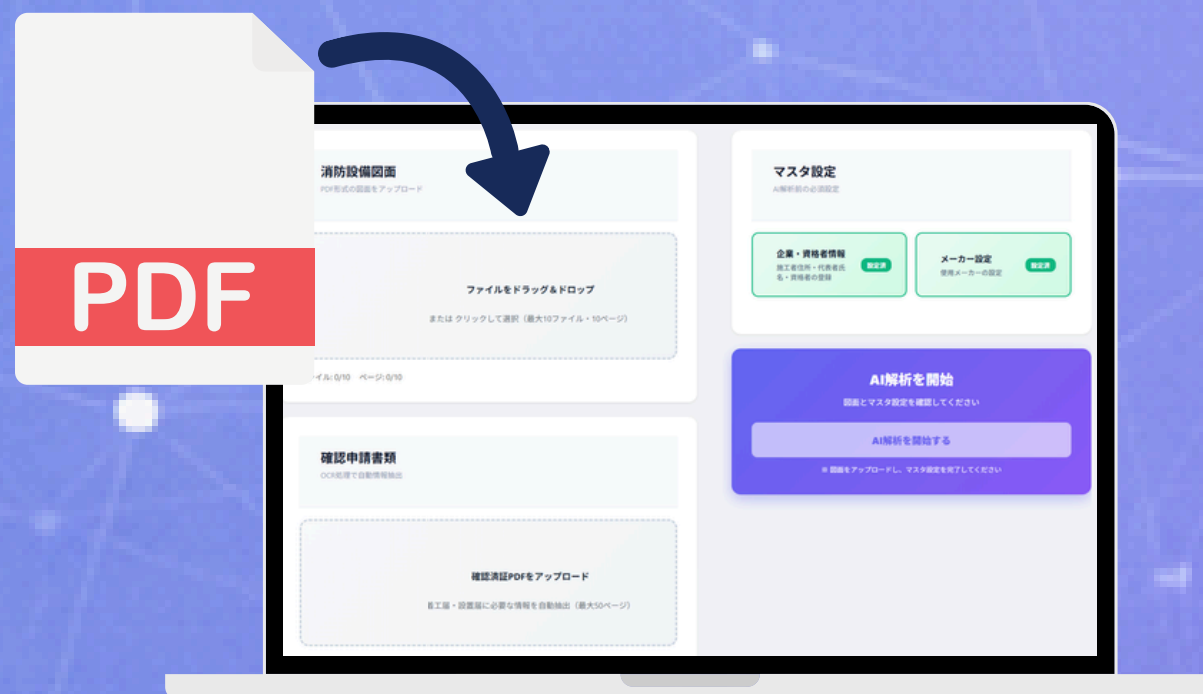 PDF
消防設備図面
PDF形式の図面をアップロード
ファイルをドラッグ&ドロップ
または クリックして選択（最大10ファイル・10ページ）
イル: 0/10 ページ: 0/10
確認申請書類
OCR処理で自動情報抽出
確認済証PDFをアップロード
工届・設置届に必要な情報を自動抽出（最大50ページ）
マスタ設定
AI解析前の必須設定
企業・資格者情報
施工者住所・代表者氏
名・資格者の登録
設定済
メーカー設定
使用メーカーの設定
設定済
AI解析を開始
図面とマスタ設定を確認してください
AI解析を開始する
※ 図面をアップロードし、マスタ設定を完了してください